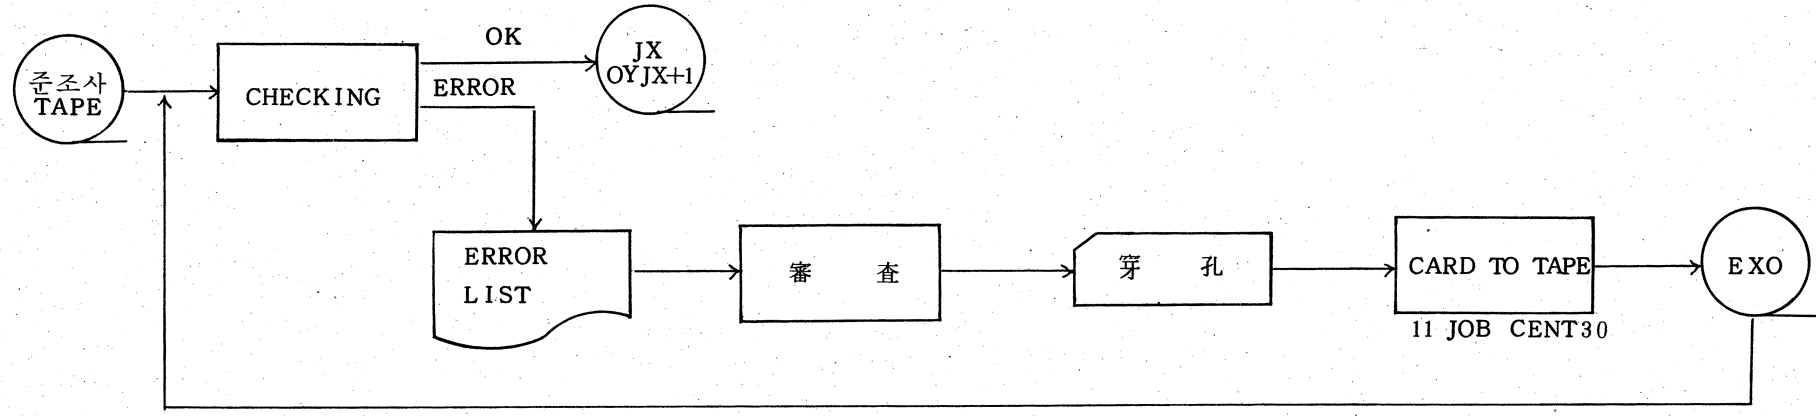 준조사
TAPE
CHECKING
OK
ERROR
JX
OYJX+1
ERROR
LIST
審 査
穿 孔
CARD TO TAPE
11 JOB CENT30
EXO